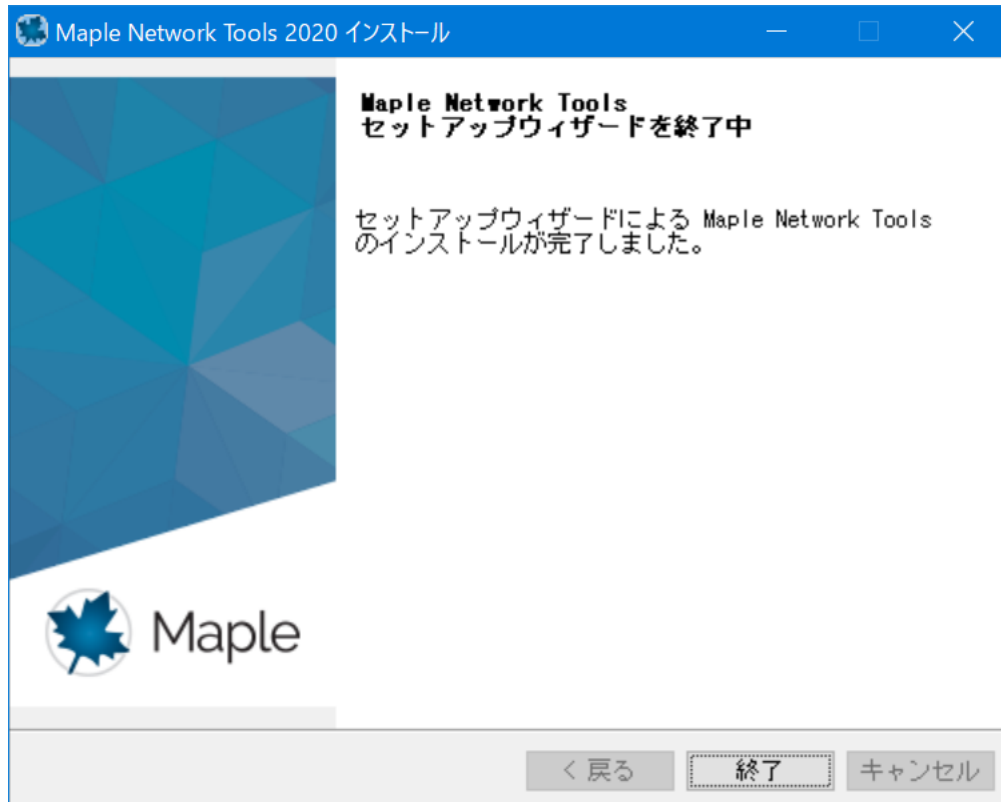 Maple Network Tools 2020 インストール
Maple Network Tools
セットアップウィザードを終了中
セットアップウィザードによる Maple Network Tools
のインストールが完了しました。
Maple
< 戻る
終了
キャンセル